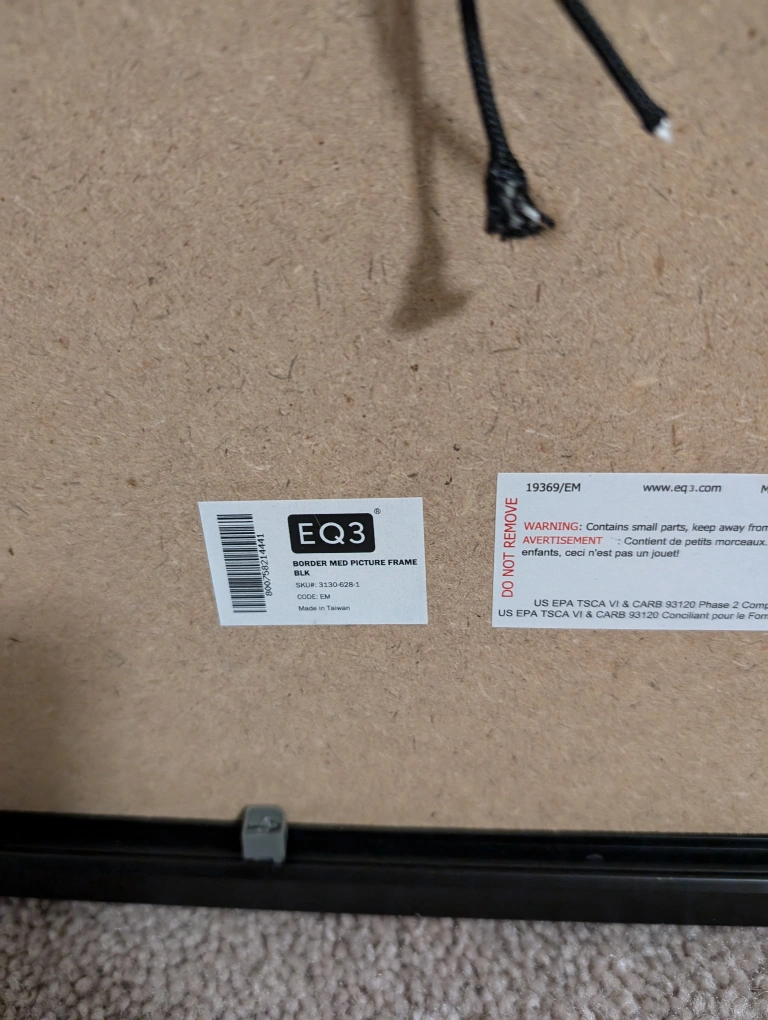 EQ3®
BORDER MED PICTURE FRAME
BLK
SKU#: 3130-628-1
CODE: EM
Made in Taiwan
800758214441
DO NOT REMOVE
19369/EM www.eq3.com M
WARNING: Contains small parts, keep away from
AVERTISEMENT : Contient de petits morceaux.
enfants, ceci n'est pas un jouet!
US EPA TSCA VI & CARB 93120 Phase 2 Comp
US EPA TSCA VI & CARB 93120 Conciliant pour le For